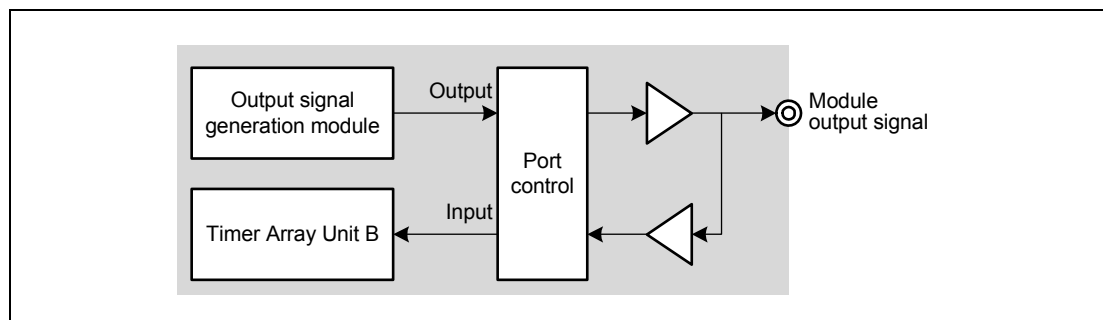 Output signal
generation module
Output
Port
control
Module
output signal
Input
Timer Array Unit B